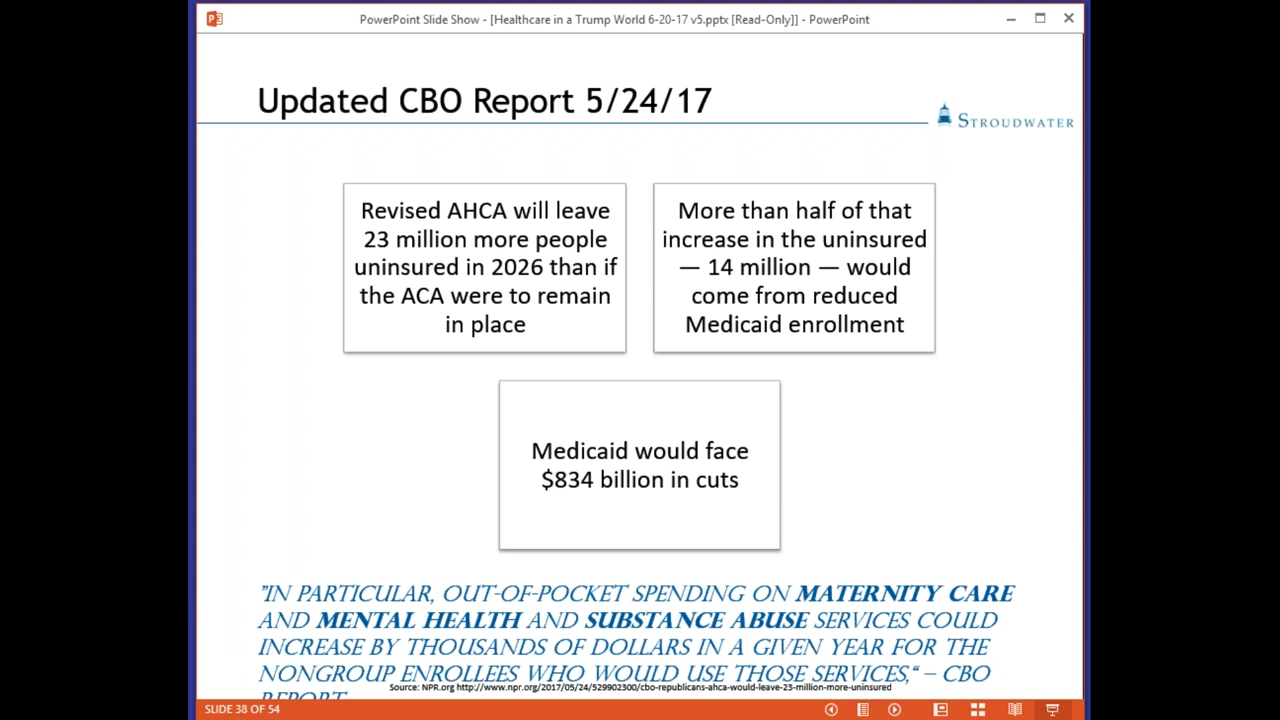 PowerPoint Slide Show - [Healthcare in a Trump World 6-20-17 v5.pptx [Read-Only]] - PowerPoint
Updated CBO Report 5/24/17
STROUDWATER
Revised AHCA will leave
23 million more people
uninsured in 2026 than if
the ACA were to remain
in place
More than half of that
increase in the uninsured
— 14 million — would
come from reduced
Medicaid enrollment
Medicaid would face
$834 billion in cuts
"IN PARTICULAR, OUT-OF-POCKET SPENDING ON MATERNITY CARE
AND MENTAL HEALTH AND SUBSTANCE ABUSE SERVICES COULD
INCREASE BY THOUSANDS OF DOLLARS IN A GIVEN YEAR FOR THE
NONGROUP ENROLLEES WHO WOULD USE THOSE SERVICES,“ – CBO
REPORT
Source: NPR.org http://www.npr.org/2017/05/24/529902300/cbo-republicans-ahca-would-leave-23-million-more-uninsured
SLIDE 38 OF 54